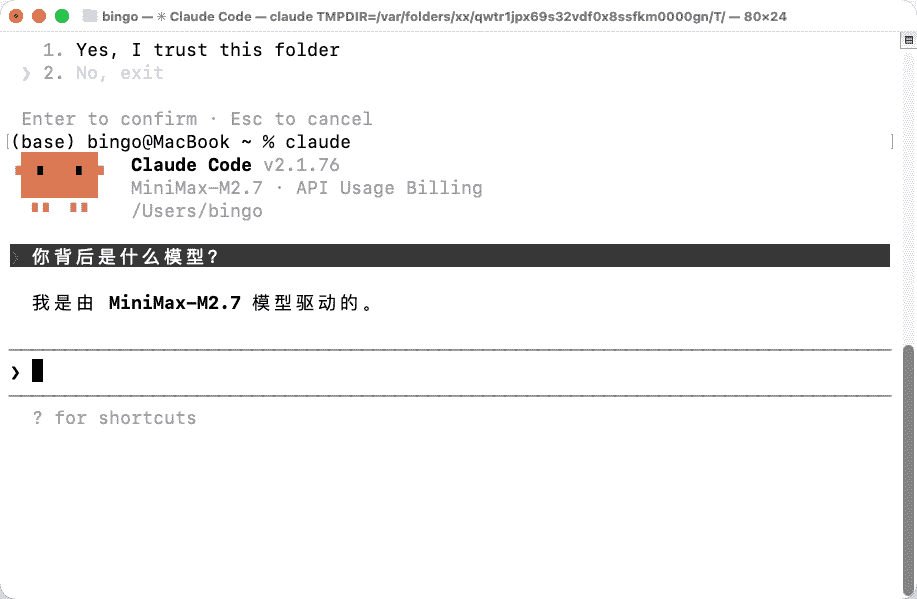 bingo — ✳ Claude Code — claude TMPDIR=/var/folders/xx/qwtr1jpx69s32vdf0x8ssfkm0000gn/T/ — 80×24
1. Yes, I trust this folder
❯ 2. No, exit
Enter to confirm · Esc to cancel
(base) bingo@MacBook ~ % claude
Claude Code v2.1.76
MiniMax-M2.7 · API Usage Billing
/Users/bingo
❯ 你背后是什么模型?
我是由 MiniMax-M2.7 模型驱动的。
❯
? for shortcuts